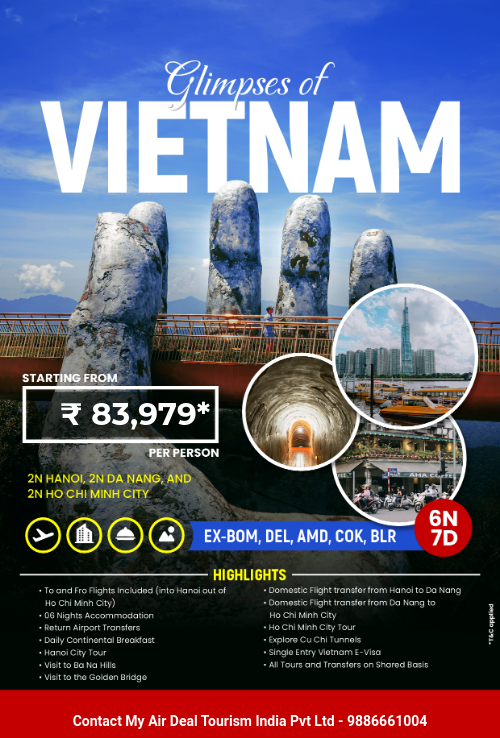 Glimpses of
VIETNAM
STARTING FROM
₹ 83,979*
PER PERSON
2N HANOI, 2N DA NANG, AND
2N HO CHI MINH CITY
EX-BOM, DEL, AMD, COK, BLR
6N
7D
HIGHLIGHTS
• To and Fro Flights Included (into Hanoi out of
Ho Chi Minh City)
• 06 Nights Accommodation
• Return Airport Transfers
• Daily Continental Breakfast
• Hanoi City Tour
• Visit to Ba Na Hills
• Visit to the Golden Bridge
• Domestic Flight transfer from Hanoi to Da Nang
• Domestic Flight transfer from Da Nang to
Ho Chi Minh City
• Ho Chi Minh City Tour
• Explore Cu Chi Tunnels
• Single Entry Vietnam E-Visa
• All Tours and Transfers on Shared Basis
*T&C applied
Contact My Air Deal Tourism India Pvt Ltd - 9886661004